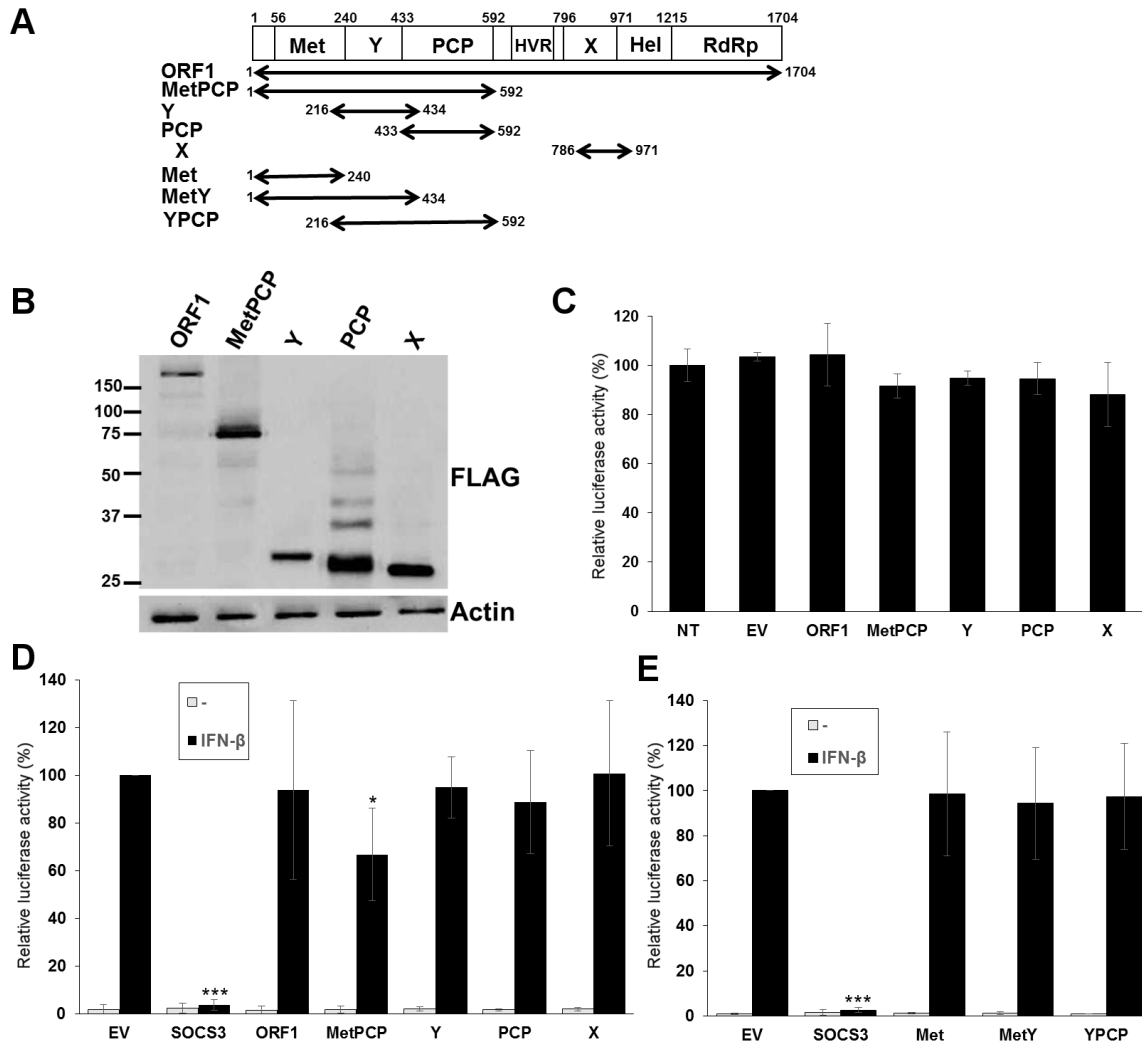 A
1 56 240 433 592 796 971 1215 1704
Met Y PCP HVR X Hel RdRp
ORF1 1 1704
MetPCP 1 592
Y 216 434
PCP 433 592
X 786 971
Met 1 240
MetY 1 434
YPCP 216 592
B
ORF1 MetPCP Y PCP X
150
100
75
50
37
25
FLAG
Actin
C
Relative luciferase activity (%)
120
100
80
60
40
20
0
NT EV ORF1 MetPCP Y PCP X
D
Relative luciferase activity (%)
140
120
100
80
60
40
20
0
-
IFN-β
***
*
EV SOCS3 ORF1 MetPCP Y PCP X
E
Relative luciferase activity (%)
140
120
100
80
60
40
20
0
-
IFN-β
***
EV SOCS3 Met MetY YPCP